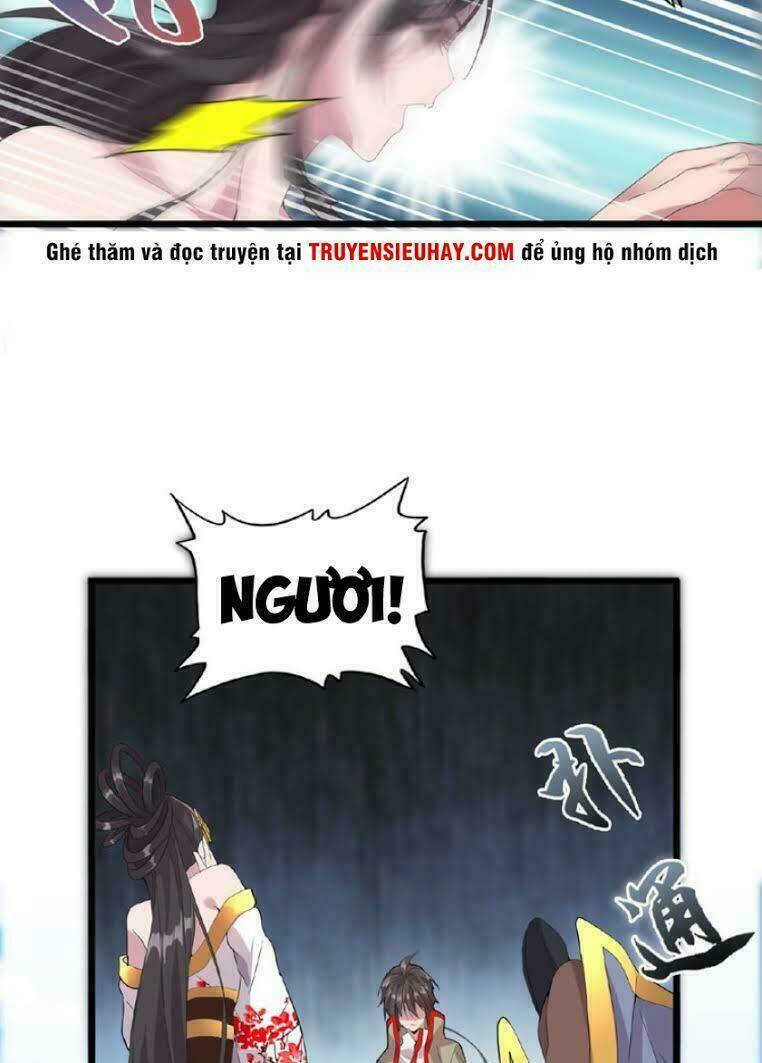 Ghé thăm và đọc truyện tại TRUYENSIEUHAY.COM để ủng hộ nhóm dịch
NGƯƠI!
扑
通